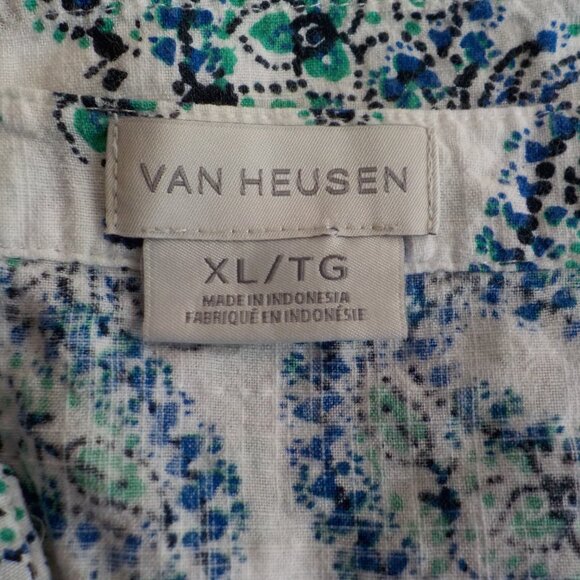 VAN HEUSEN
XL/TG
MADE IN INDONESIA
FABRIQUÉ EN INDONÉSIE